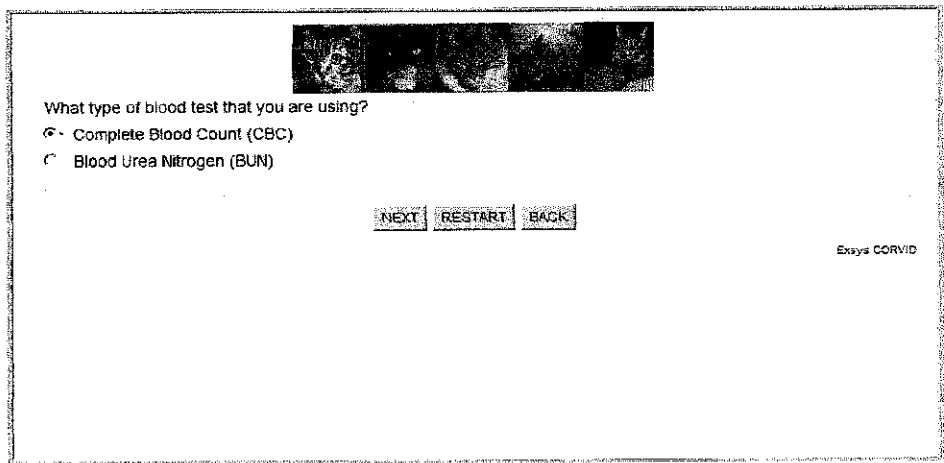 What type of blood test that you are using?
Complete Blood Count (CBC)
Blood Urea Nitrogen (BUN)
NEXT RESTART BACK
Exsys CORVID